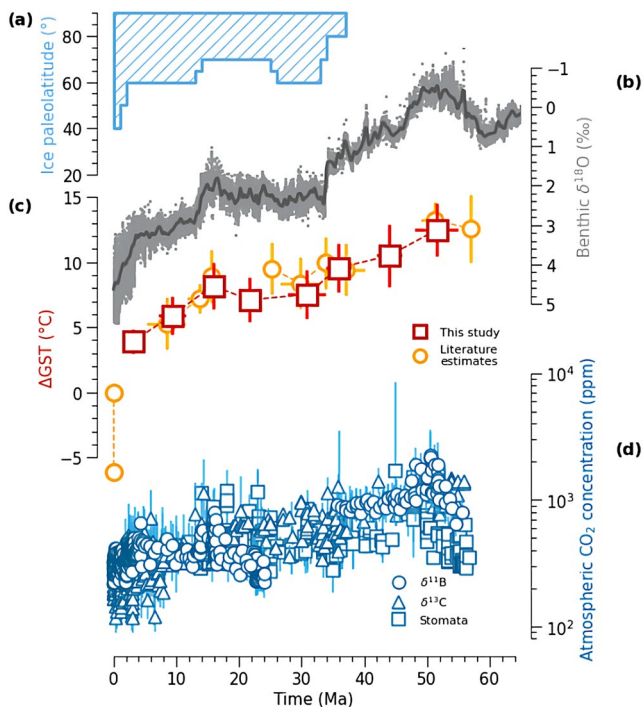 (a)
80
60
40
20
Ice paleolatitude (°)
(b)
−1
0
1
2
3
4
5
Benthic δ¹⁸O (‰)
(c)
15
10
5
0
−5
ΔGST (°C)
This study
Literature
estimates
(d)
10⁴
10³
10²
Atmospheric CO₂ concentration (ppm)
δ¹¹B
δ¹³C
Stomata
0 10 20 30 40 50 60
Time (Ma)